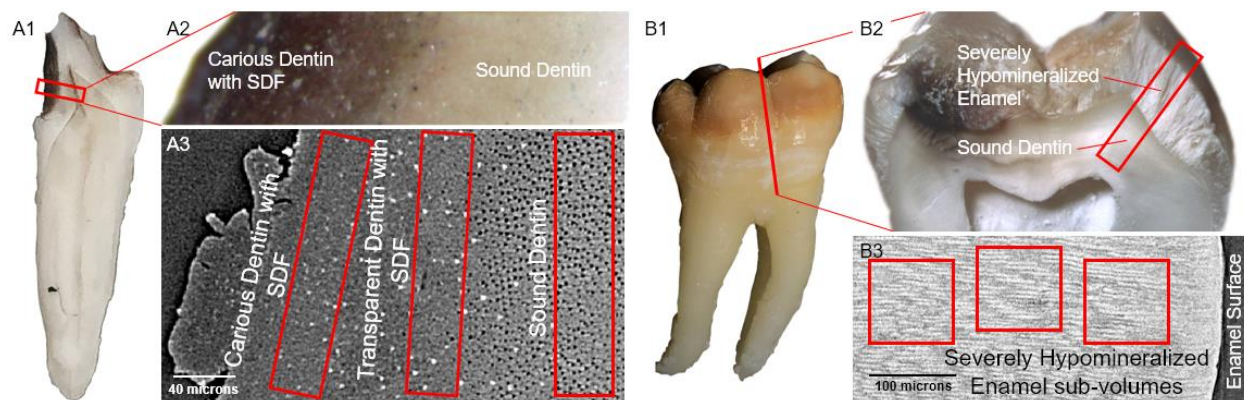 A1
A2
Carious Dentin
with SDF
Sound Dentin
A3
Carious Dentin with
SDF
Transparent Dentin with
SDF
Sound Dentin
40 microns
B1
B2
Severely
Hypomineralized
Enamel
Sound Dentin
B3
Severely Hypomineralized
Enamel sub-volumes
100 microns
Enamel Surface